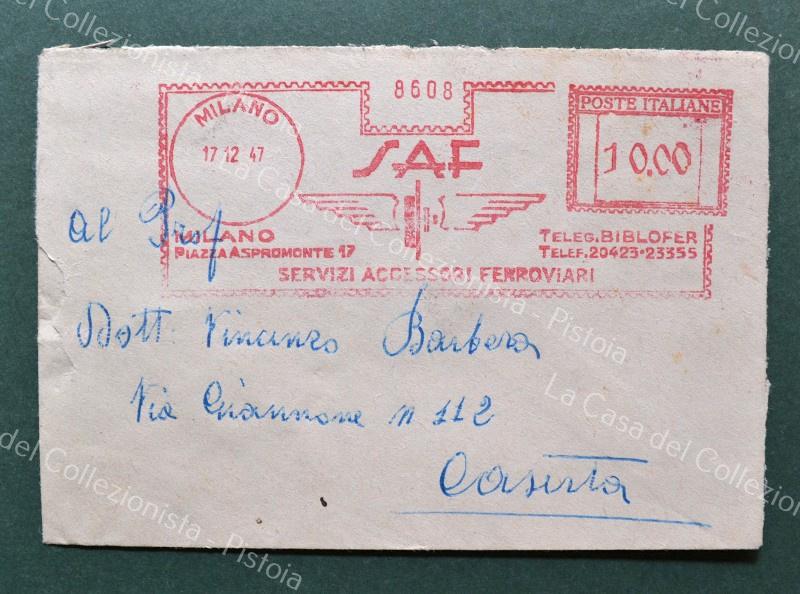 8608
MILANO
17 12 47
SAF
POSTE ITALIANE
10.00
MILANO
PIAZZA ASPROMONTE 17
TELEG. BIBLOFER
TELEF. 20423-23355
SERVIZI ACCESSORI FERROVIARI
al Prof
Dott Vincenzo Barbera
Via Giannone n 112
Caserta
La Casa del Collezionista - Pistoia